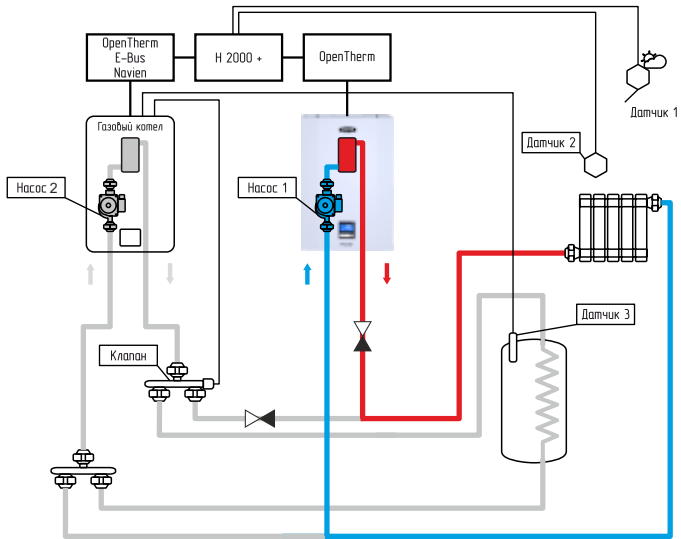 OpenTherm
E-Bus
Navien
H 2000 +
OpenTherm
Датчик 1
Газовый котел
Датчик 2
Насос 2
Насос 1
Датчик 3
Клапан